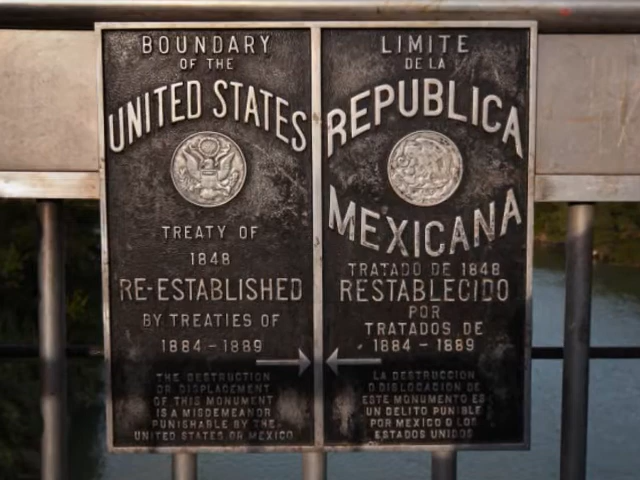 BOUNDARY
OF THE
UNITED STATES
TREATY OF
1848
RE-ESTABLISHED
BY TREATIES OF
1884 - 1889
THE DESTRUCTION
OR DISPLACEMENT
OF THIS MONUMENT
IS A MISDEMEANOR
PUNISHABLE BY THE
UNITED STATES OR MEXICO
LIMITE
DE LA
REPUBLICA
MEXICANA
TRATADO DE 1848
RESTABLECIDO
POR
TRATADOS DE
1884 - 1889
LA DESTRUCCION
O DISLOCACION DE
ESTE MONUMENTO ES
UN DELITO PUNIBLE
POR MEXICO O LOS
ESTADOS UNIDOS